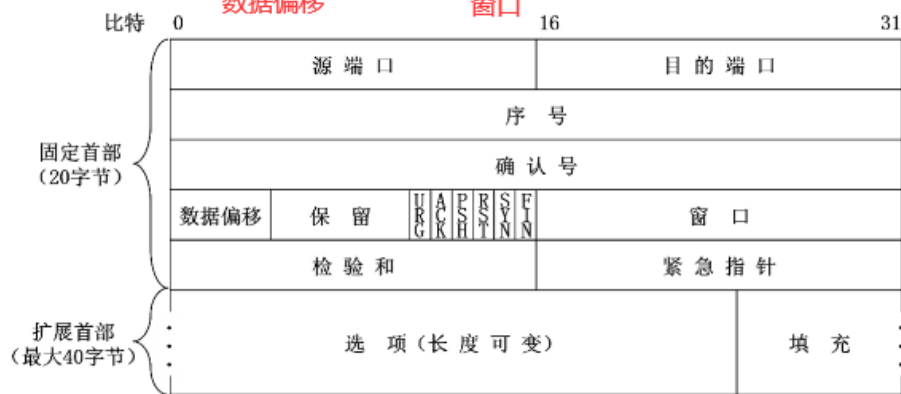 数据偏移 窗口
比特 0 16 31
源端口 目的端口
序号
固定首部
（20字节）
确认号
数据偏移 保留 URG ACK PSH RST SYN FIN 窗口
检验和 紧急指针
扩展首部
（最大40字节）
选项（长度可变） 填充